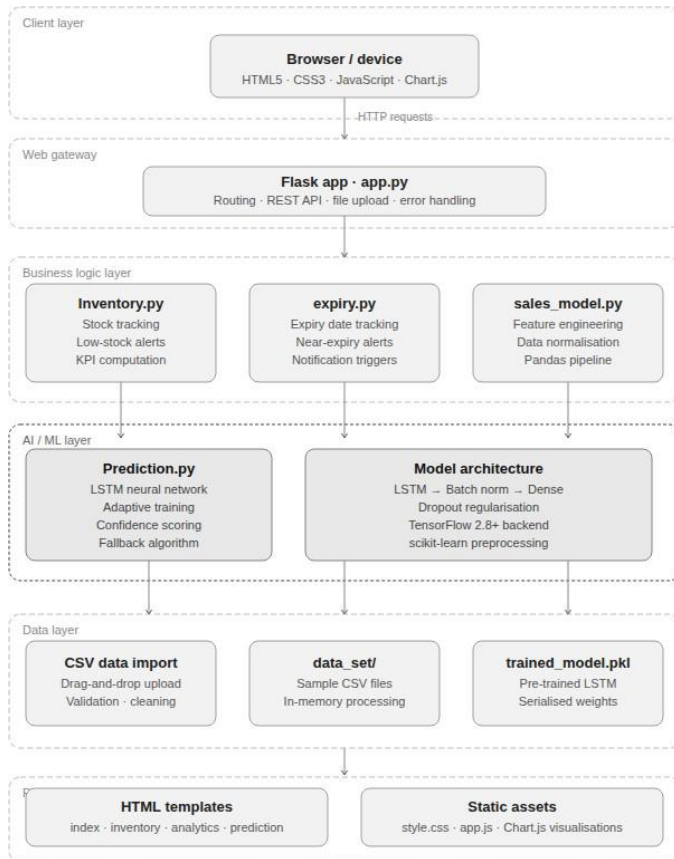 Client layer
Browser / device
HTML5 · CSS3 · JavaScript · Chart.js
HTTP requests
Web gateway
Flask app · app.py
Routing · REST API · file upload · error handling
Business logic layer
Inventory.py
Stock tracking
Low-stock alerts
KPI computation
expiry.py
Expiry date tracking
Near-expiry alerts
Notification triggers
sales_model.py
Feature engineering
Data normalisation
Pandas pipeline
AI / ML layer
Prediction.py
LSTM neural network
Adaptive training
Confidence scoring
Fallback algorithm
Model architecture
LSTM → Batch norm → Dense
Dropout regularisation
TensorFlow 2.8+ backend
scikit-learn preprocessing
Data layer
CSV data import
Drag-and-drop upload
Validation · cleaning
data_set/
Sample CSV files
In-memory processing
trained_model.pkl
Pre-trained LSTM
Serialised weights
HTML templates
index · inventory · analytics · prediction
Static assets
style.css · app.js · Chart.js visualisations